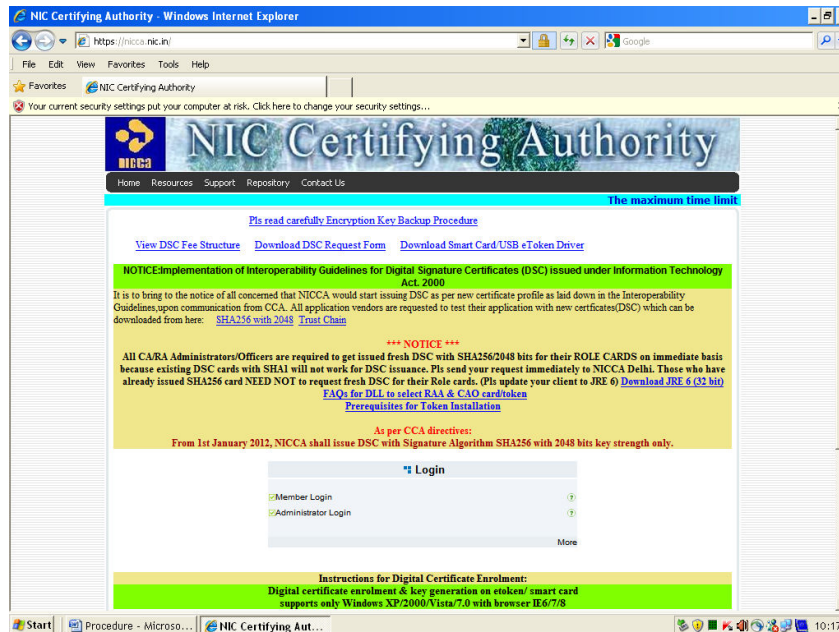 NIC Certifying Authority - Windows Internet Explorer
https://nicca.nic.in/
Google
File Edit View Favorites Tools Help
Favorites NIC Certifying Authority
Your current security settings put your computer at risk. Click here to change your security settings...
NICCA NIC Certifying Authority
Home Resources Support Repository Contact Us
The maximum time limit
Pls read carefully Encryption Key Backup Procedure
View DSC Fee Structure Download DSC Request Form Download Smart Card/USB eToken Driver
NOTICE:Implementation of Interoperability Guidelines for Digital Signature Certificates (DSC) issued under Information Technology
Act. 2000
It is to bring to the notice of all concerned that NICCA would start issuing DSC as per new certificate profile as laid down in the Interoperability
Guidelines,upon communication from CCA. All application vendors are requested to test their application with new certficates(DSC) which can be
downloaded from here: SHA256 with 2048 Trust Chain
*** NOTICE ***
All CA/RA Administrators/Officers are required to get issued fresh DSC with SHA256/2048 bits for their ROLE CARDS on immediate basis
because existing DSC cards with SHA1 will not work for DSC issuance. Pls send your request immediately to NICCA Delhi. Those who have
already issued SHA256 card NEED NOT to request fresh DSC for their Role cards. (Pls update your client to JRE 6) Download JRE 6 (32 bit)
FAQs for DLL to select RAA & CAO card/token
Prerequisites for Token Installation
As per CCA directives:
From 1st January 2012, NICCA shall issue DSC with Signature Algorithm SHA256 with 2048 bits key strength only.
Login
Member Login
Administrator Login
More
Instructions for Digital Certificate Enrolment:
Digital certificate enrolment & key generation on etoken/ smart card
supports only Windows XP/2000/Vista/7.0 with browser IE6/7/8
Start Procedure - Microso... NIC Certifying Aut... 10:17